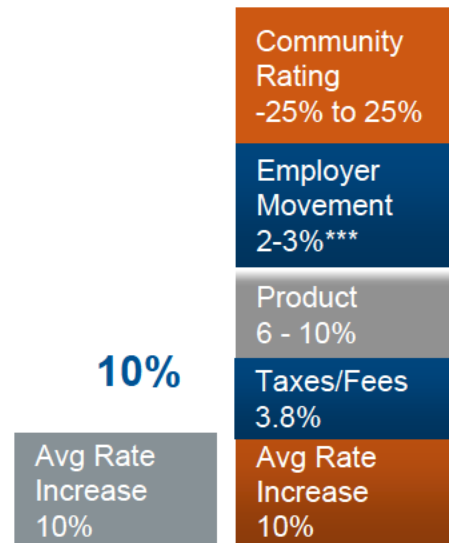 Community
Rating
-25% to 25%
Employer
Movement
2-3%***
Product
6 - 10%
10%
Taxes/Fees
3.8%
Avg Rate
Increase
10%
Avg Rate
Increase
10%